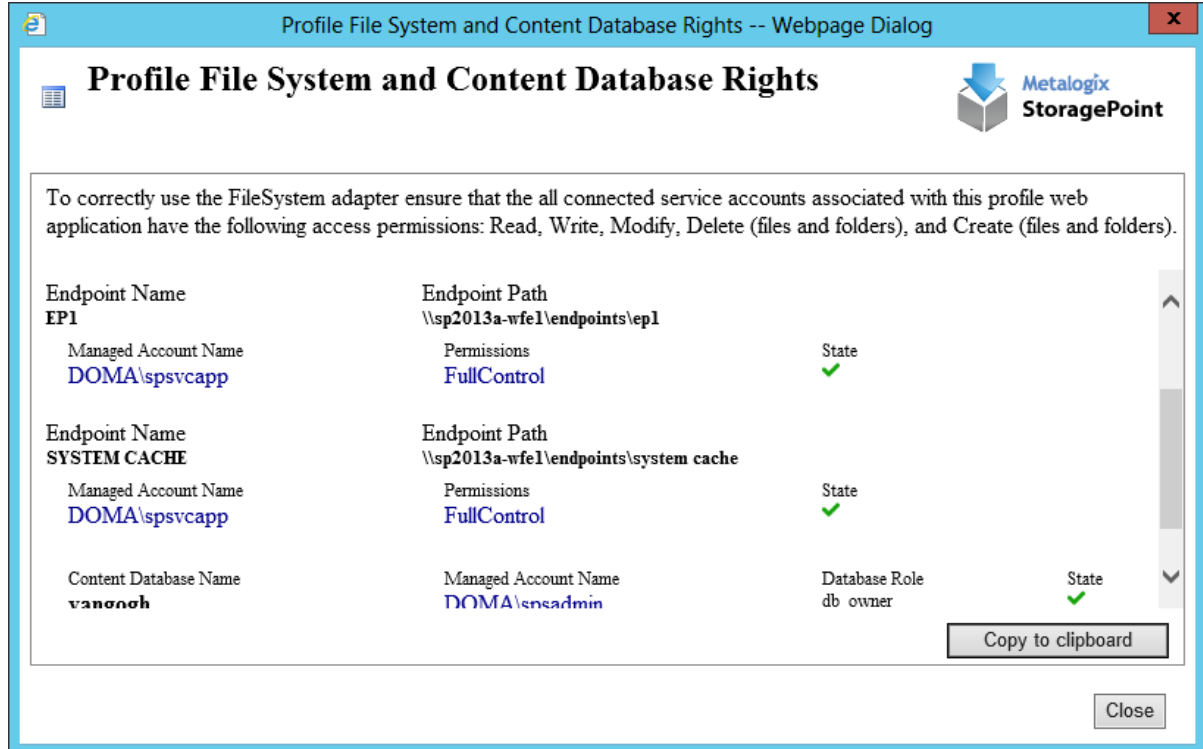 Profile File System and Content Database Rights -- Webpage Dialog
x
Profile File System and Content Database Rights
Metalogix
StoragePoint
To correctly use the FileSystem adapter ensure that the all connected service accounts associated with this profile web
application have the following access permissions: Read, Write, Modify, Delete (files and folders), and Create (files and folders).
Endpoint Name Endpoint Path
EP1 \\sp2013a-wfe1\endpoints\ep1
Managed Account Name Permissions State
DOMA\spsvcapp FullControl
Endpoint Name Endpoint Path
SYSTEM CACHE \\sp2013a-wfe1\endpoints\system cache
Managed Account Name Permissions State
DOMA\spsvcapp FullControl
Content Database Name Managed Account Name Database Role State
vangogh DOMA\spsadmin db_owner
Copy to clipboard
Close